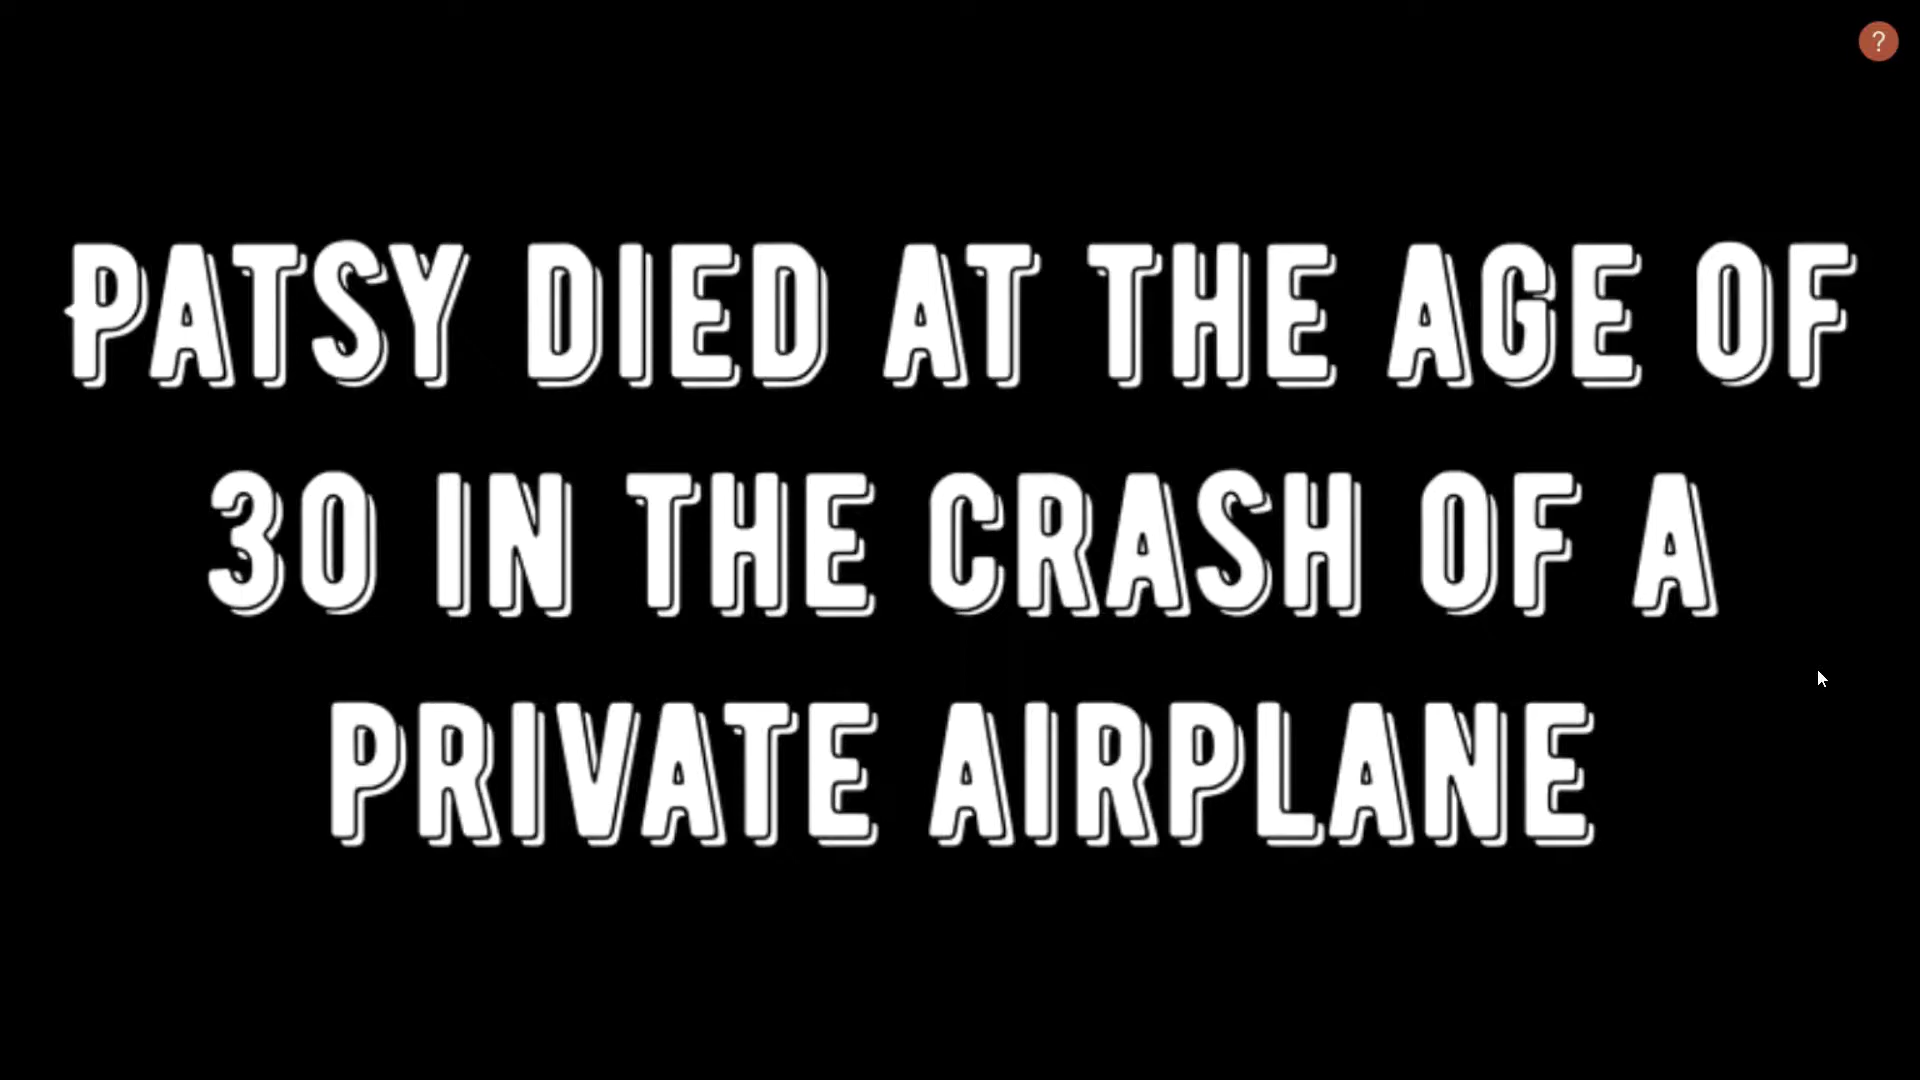 ?
PATSY DIED AT THE AGE OF
30 IN THE CRASH OF A
PRIVATE AIRPLANE